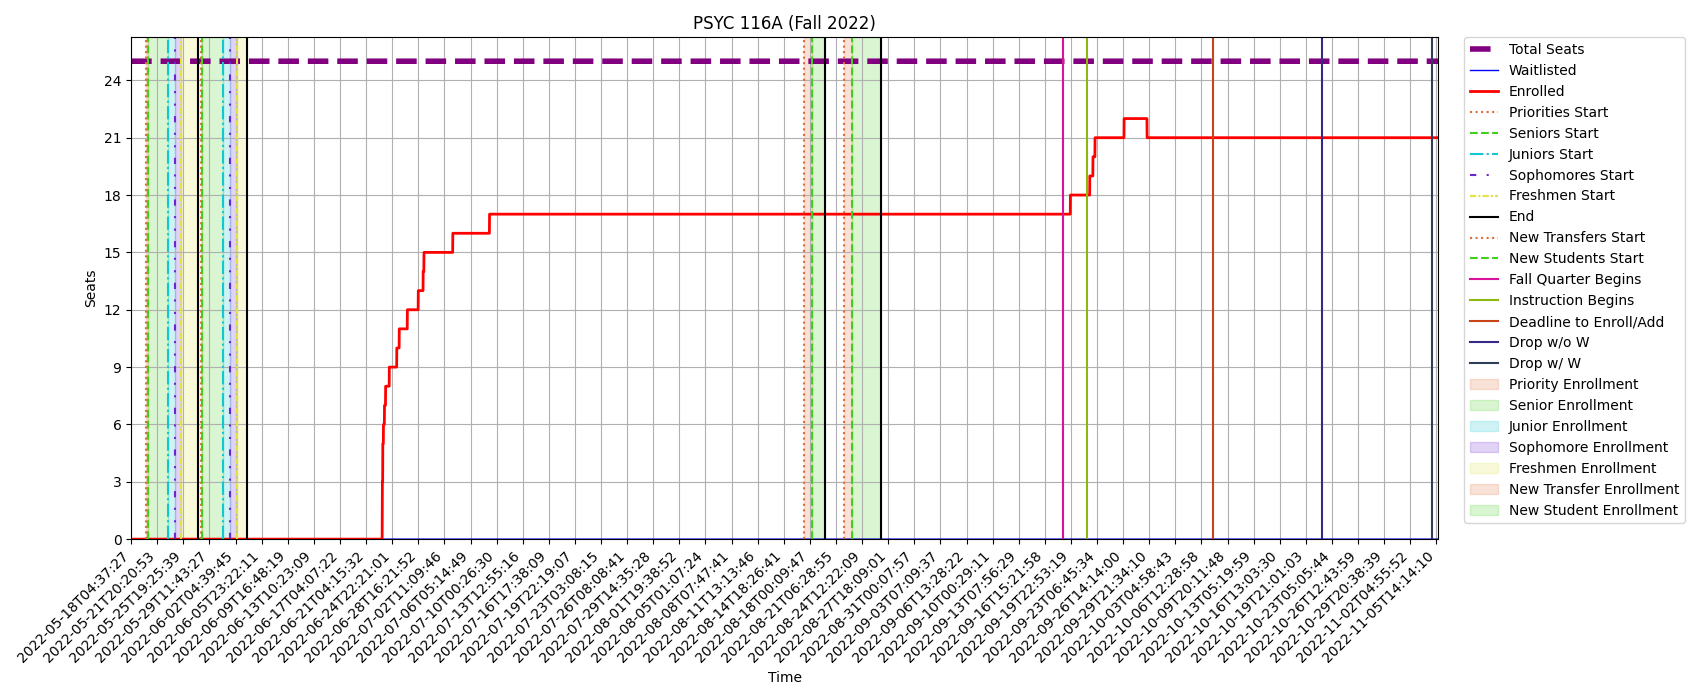 PSYC 116A (Fall 2022)
24
21
18
15
12
9
6
3
0
Seats
2022-05-18T04:37:27
2022-05-21T20:20:53
2022-05-25T19:25:39
2022-05-29T11:43:27
2022-06-02T04:39:45
2022-06-05T23:22:11
2022-06-09T16:48:19
2022-06-13T10:23:09
2022-06-17T04:07:22
2022-06-21T04:15:32
2022-06-24T22:21:01
2022-06-28T16:21:52
2022-07-02T11:09:46
2022-07-06T05:14:49
2022-07-10T00:26:30
2022-07-13T12:55:16
2022-07-16T17:38:09
2022-07-19T22:19:07
2022-07-23T03:08:15
2022-07-26T08:08:41
2022-07-29T14:35:28
2022-08-01T19:38:52
2022-08-05T01:07:24
2022-08-08T07:47:41
2022-08-11T13:13:46
2022-08-14T18:26:41
2022-08-18T00:09:47
2022-08-21T06:28:55
2022-08-24T12:22:09
2022-08-27T18:09:01
2022-08-31T00:07:57
2022-09-03T07:09:37
2022-09-06T13:28:22
2022-09-10T00:29:11
2022-09-13T07:56:29
2022-09-16T15:21:58
2022-09-19T22:53:19
2022-09-23T06:45:34
2022-09-26T14:14:00
2022-09-29T21:34:10
2022-10-03T04:58:43
2022-10-06T12:28:58
2022-10-09T20:11:48
2022-10-13T05:19:59
2022-10-16T13:03:30
2022-10-19T21:01:03
2022-10-23T05:05:44
2022-10-26T12:43:59
2022-10-29T20:38:39
2022-11-02T04:55:52
2022-11-05T14:14:10
Time
Total Seats
Waitlisted
Enrolled
Priorities Start
Seniors Start
Juniors Start
Sophomores Start
Freshmen Start
End
New Transfers Start
New Students Start
Fall Quarter Begins
Instruction Begins
Deadline to Enroll/Add
Drop w/o W
Drop w/ W
Priority Enrollment
Senior Enrollment
Junior Enrollment
Sophomore Enrollment
Freshmen Enrollment
New Transfer Enrollment
New Student Enrollment